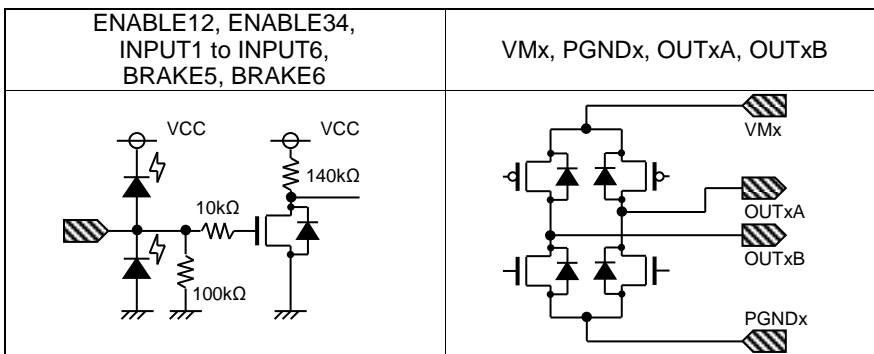 ENABLE12, ENABLE34,
INPUT1 to INPUT6,
BRAKE5, BRAKE6
VMx, PGNDx, OUTxA, OUTxB
VCC
VCC
140kΩ
10kΩ
100kΩ
VMx
OUTxA
OUTxB
PGNDx